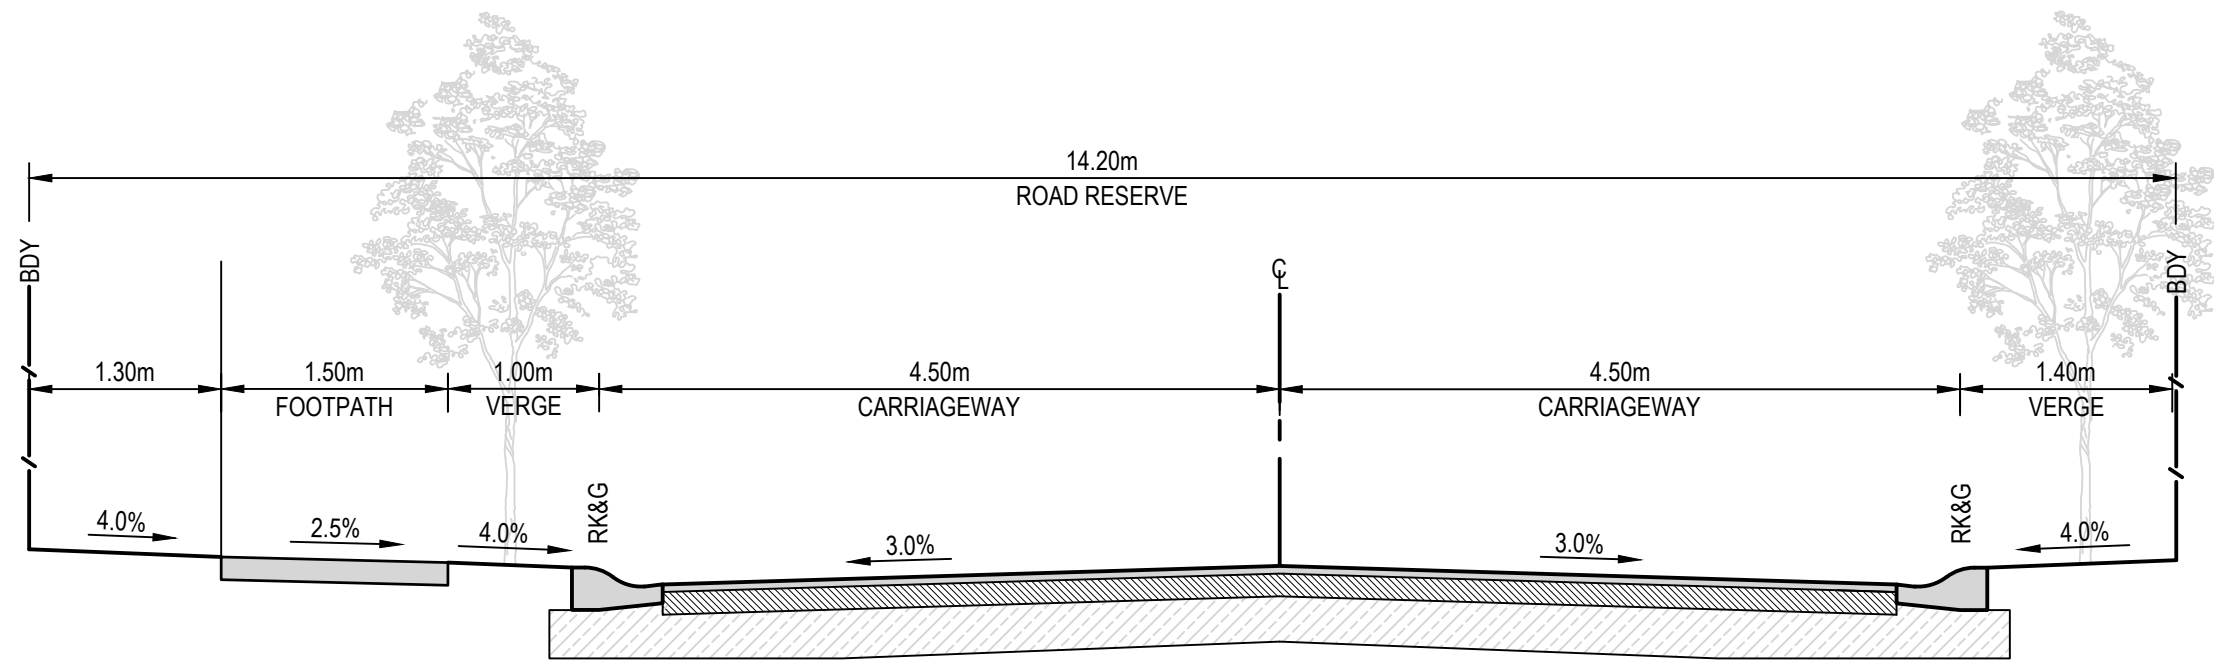 14.20m
ROAD RESERVE
BDY
BDY
℄
1.30m
1.50m
1.00m
4.50m
4.50m
1.40m
FOOTPATH
VERGE
CARRIAGEWAY
CARRIAGEWAY
VERGE
RK&G
RK&G
4.0%
2.5%
4.0%
3.0%
3.0%
4.0%